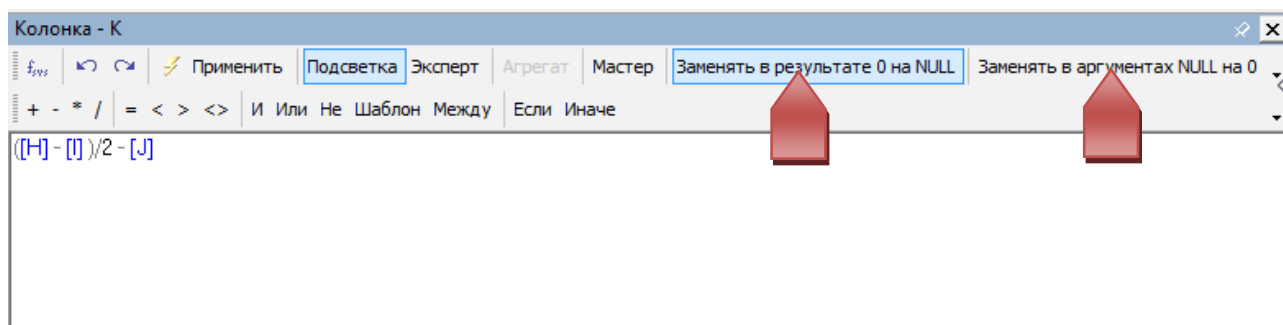 Колонка - K
fsys Применить Подсветка Эксперт Агрегат Мастер Заменять в результате 0 на NULL Заменять в аргументах NULL на 0
+ - * / = < > <> И Или Не Шаблон Между Если Иначе
([H] - [I] )/2 - [J]